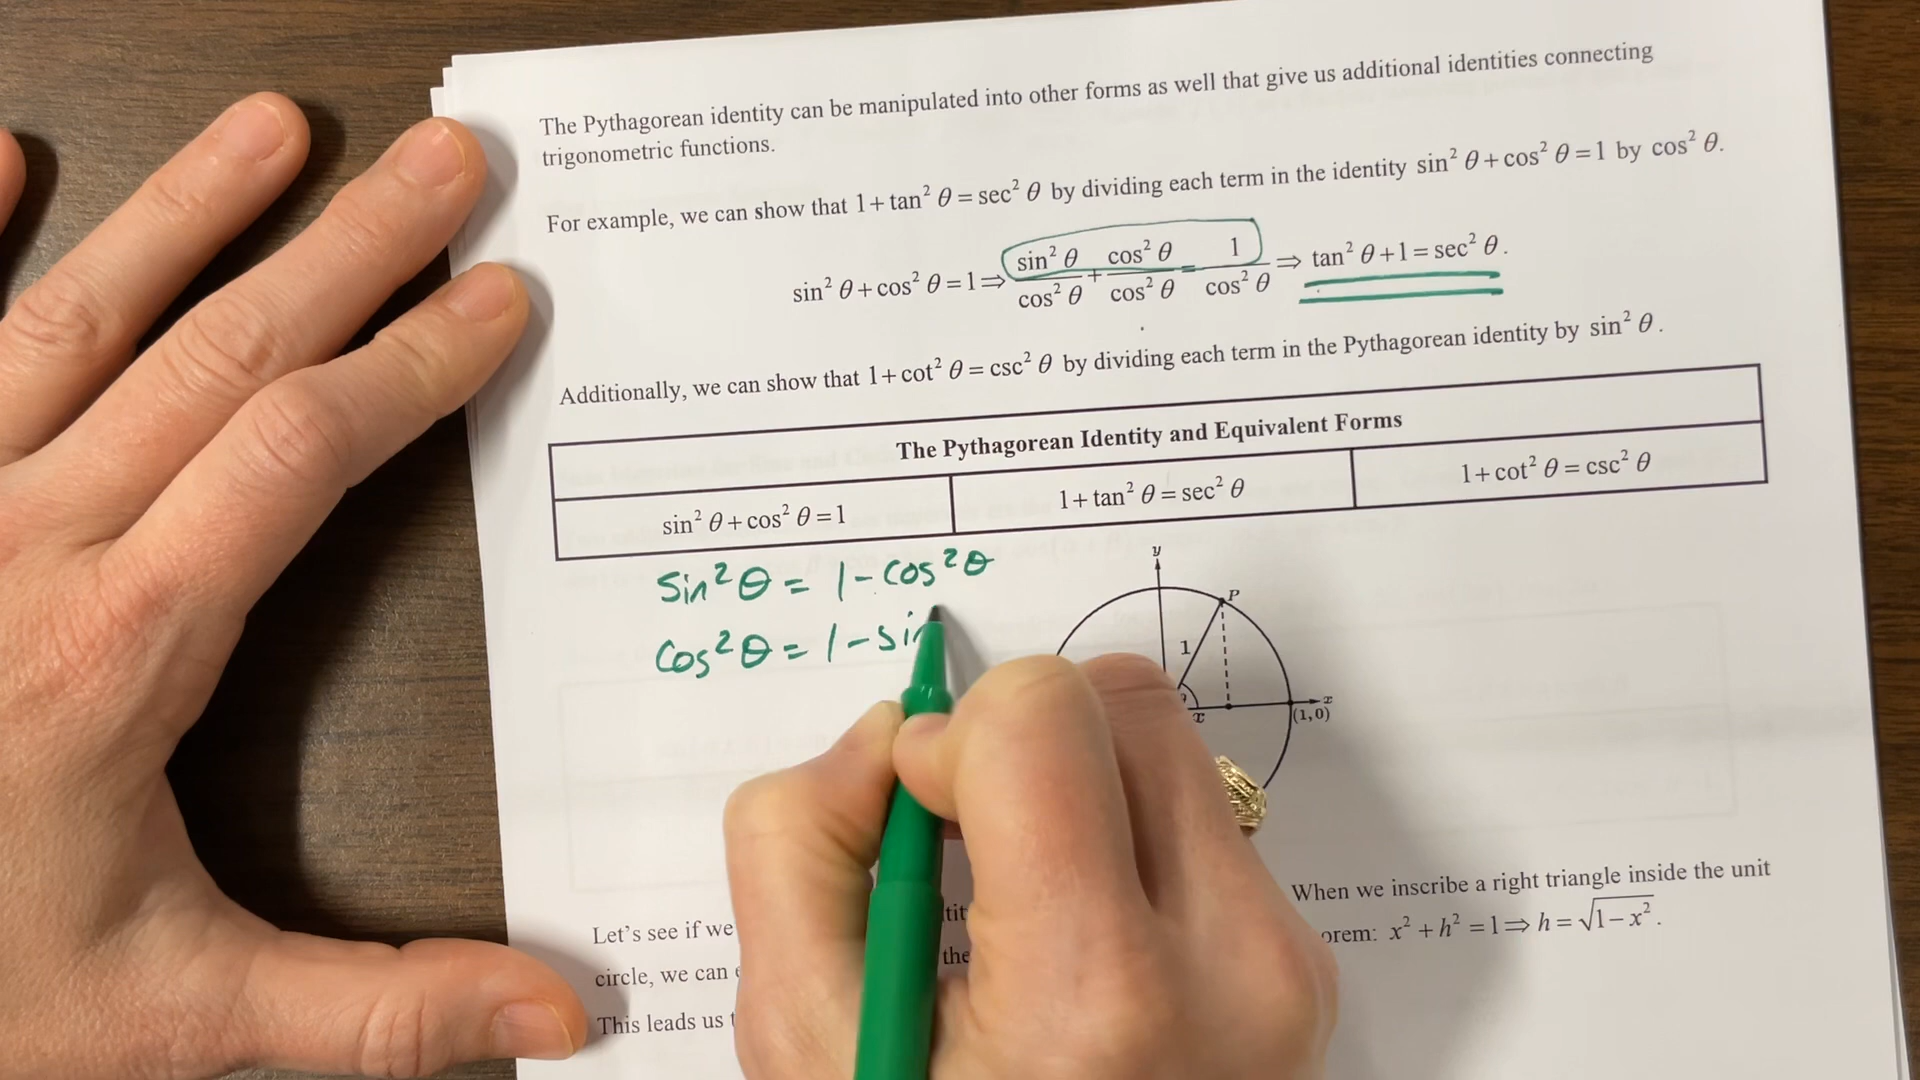 The Pythagorean identity can be manipulated into other forms as well that give us additional identities connecting
trigonometric functions.
For example, we can show that 1 + tan² θ = sec² θ by dividing each term in the identity sin² θ + cos² θ = 1 by cos² θ.
sin² θ + cos² θ = 1 ⇒ sin² θ / cos² θ + cos² θ / cos² θ = 1 / cos² θ ⇒ tan² θ + 1 = sec² θ.
Additionally, we can show that 1 + cot² θ = csc² θ by dividing each term in the Pythagorean identity by sin² θ.
The Pythagorean Identity and Equivalent Forms
sin² θ + cos² θ = 1
1 + tan² θ = sec² θ
1 + cot² θ = csc² θ
sin² θ = 1 - cos² θ
cos² θ = 1 - sin
y
P
1
x
x
(1,0)
Let's see if we
When we inscribe a right triangle inside the unit
circle, we can
the
orem: x² + h² = 1 ⇒ h = √1 - x².
This leads us